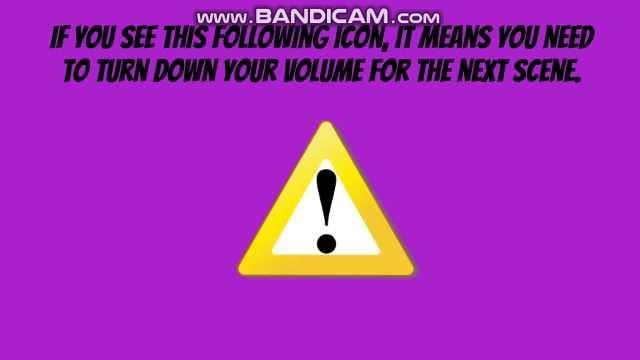 www.BANDICAM.com
IF YOU SEE THIS FOLLOWING ICON, IT MEANS YOU NEED
TO TURN DOWN YOUR VOLUME FOR THE NEXT SCENE.
!